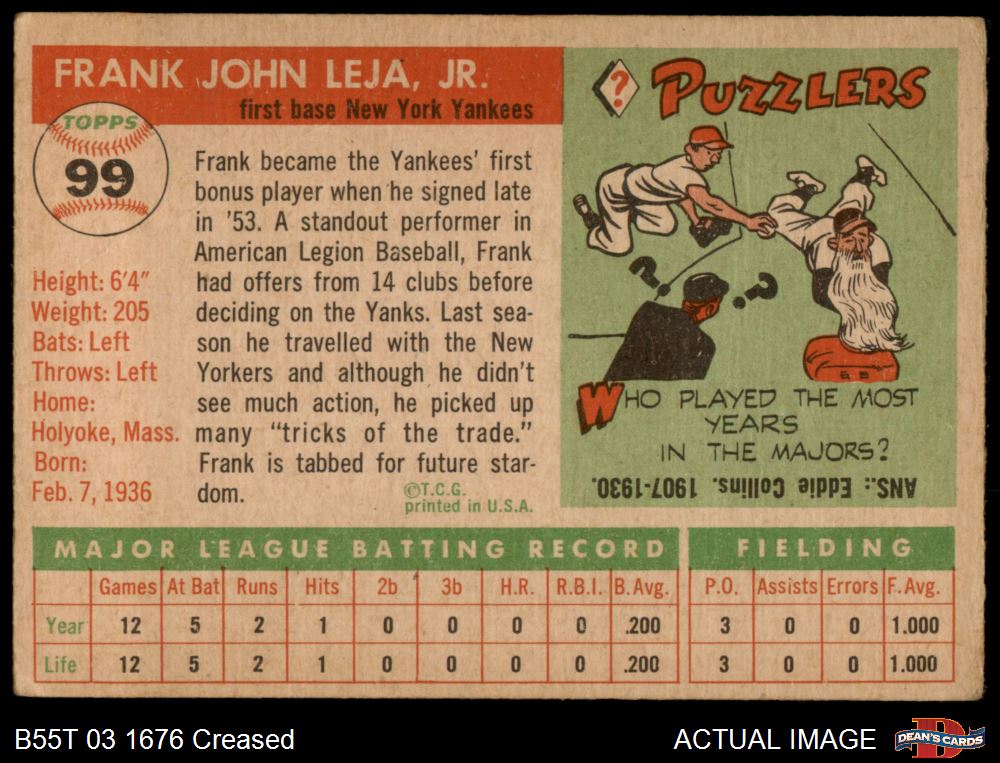 FRANK JOHN LEJA, JR.
first base New York Yankees
TOPPS
99
Height: 6'4"
Weight: 205
Bats: Left
Throws: Left
Home:
Holyoke, Mass.
Born:
Feb. 7, 1936
Frank became the Yankees' first
bonus player when he signed late
in '53. A standout performer in
American Legion Baseball, Frank
had offers from 14 clubs before
deciding on the Yanks. Last sea-
son he travelled with the New
Yorkers and although he didn't
see much action, he picked up
many "tricks of the trade."
Frank is tabbed for future star-
dom.
©T.C.G.
printed in U.S.A.
?
PUZZLERS
? ?
WHO PLAYED THE MOST
YEARS
IN THE MAJORS?
ANS.: Eddie Collins. 1907-1930.
MAJOR LEAGUE BATTING RECORD
Games At Bat Runs Hits 2b 3b H.R. R.B.I. B. Avg.
Year 12 5 2 1 0 0 0 0 .200
Life 12 5 2 1 0 0 0 0 .200
FIELDING
P.O. Assists Errors F. Avg.
3 0 0 1.000
3 0 0 1.000
B55T 03 1676 Creased
ACTUAL IMAGE
D
DEAN'S CARDS